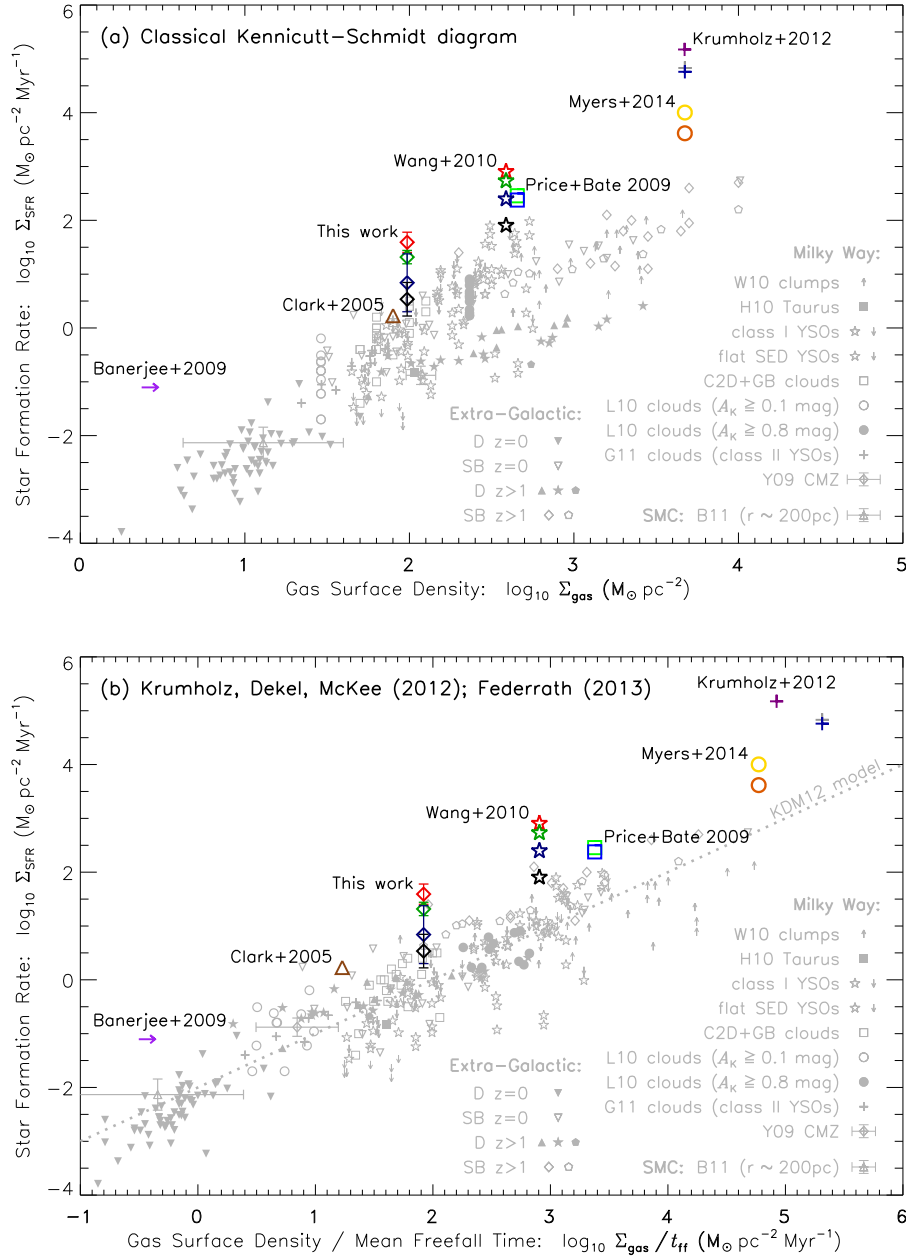 (a) Classical Kennicutt−Schmidt diagram
Krumholz+2012
Myers+2014
Wang+2010
Price+Bate 2009
This work
Clark+2005
Banerjee+2009
Milky Way:
W10 clumps
H10 Taurus
class I YSOs
flat SED YSOs
C2D+GB clouds
L10 clouds (A_K ≧ 0.1 mag)
L10 clouds (A_K ≧ 0.8 mag)
G11 clouds (class II YSOs)
Y09 CMZ
SMC: B11 (r ~ 200pc)
Extra−Galactic:
D z=0
SB z=0
D z>1
SB z>1
6
4
2
0
−2
−4
Star Formation Rate: log₁₀ Σ_SFR (M⊙ pc⁻² Myr⁻¹)
0 1 2 3 4 5
Gas Surface Density: log₁₀ Σ_gas (M⊙ pc⁻²)
(b) Krumholz, Dekel, McKee (2012); Federrath (2013)
Krumholz+2012
Myers+2014
KDM12 model
Wang+2010
Price+Bate 2009
This work
Clark+2005
Banerjee+2009
Milky Way:
W10 clumps
H10 Taurus
class I YSOs
flat SED YSOs
C2D+GB clouds
L10 clouds (A_K ≧ 0.1 mag)
L10 clouds (A_K ≧ 0.8 mag)
G11 clouds (class II YSOs)
Y09 CMZ
SMC: B11 (r ~ 200pc)
Extra−Galactic:
D z=0
SB z=0
D z>1
SB z>1
6
4
2
0
−2
−4
Star Formation Rate: log₁₀ Σ_SFR (M⊙ pc⁻² Myr⁻¹)
−1 0 1 2 3 4 5 6
Gas Surface Density / Mean Freefall Time: log₁₀ Σ_gas / t_ff (M⊙ pc⁻² Myr⁻¹)